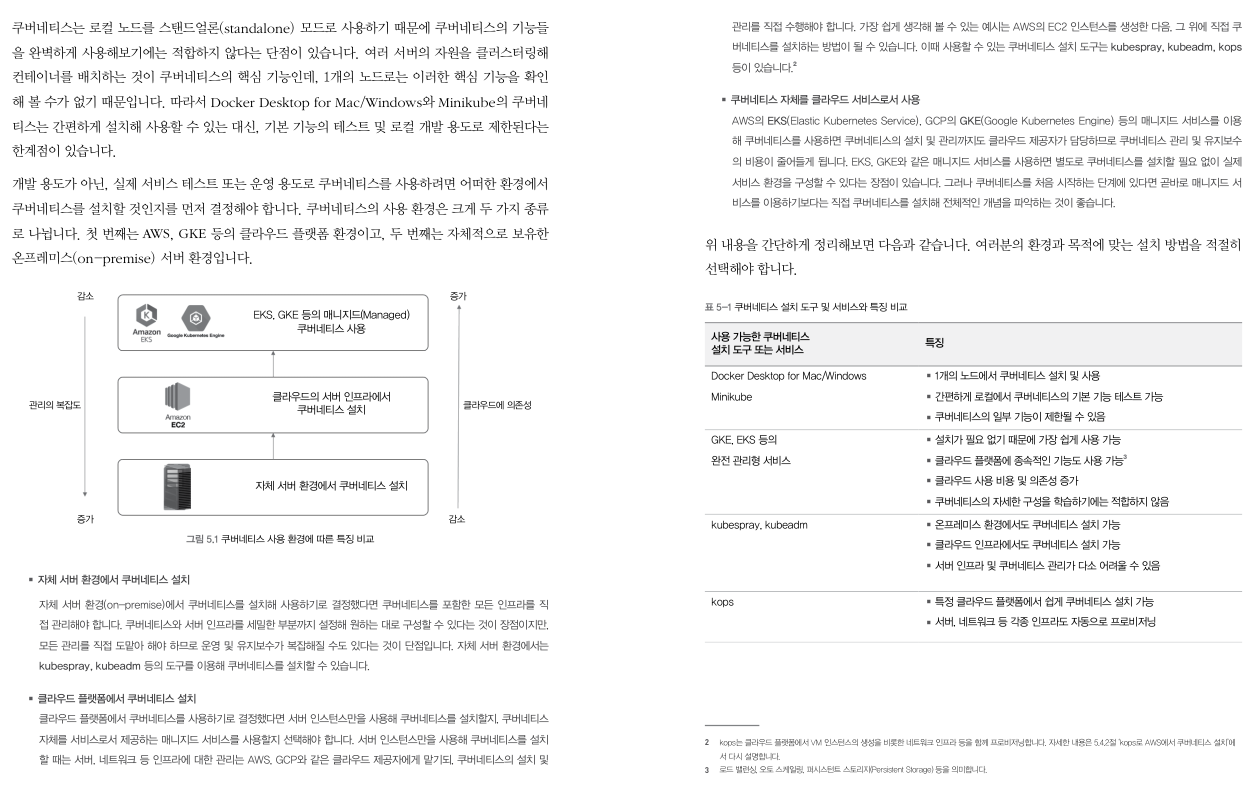 쿠버네티스는 로컬 노드를 스탠드얼론(standalone) 모드로 사용하기 때문에 쿠버네티스의 기능들
을 완벽하게 사용해보기에는 적합하지 않다는 단점이 있습니다. 여러 서버의 자원을 클러스터링해
컨테이너를 배치하는 것이 쿠버네티스의 핵심 기능인데, 1개의 노드로는 이러한 핵심 기능을 확인
해 볼 수가 없기 때문입니다. 따라서 Docker Desktop for Mac/Windows와 Minikube의 쿠버네
티스는 간편하게 설치해 사용할 수 있는 대신, 기본 기능의 테스트 및 로컬 개발 용도로 제한된다는
한계점이 있습니다.
개발 용도가 아닌, 실제 서비스 테스트 또는 운영 용도로 쿠버네티스를 사용하려면 어떠한 환경에서
쿠버네티스를 설치할 것인지를 먼저 결정해야 합니다. 쿠버네티스의 사용 환경은 크게 두 가지 종류
로 나뉩니다. 첫 번째는 AWS, GKE 등의 클라우드 플랫폼 환경이고, 두 번째는 자체적으로 보유한
온프레미스(on-premise) 서버 환경입니다.
감소
증가
Amazon
EKS
Google Kubernetes Engine
EKS, GKE 등의 매니지드(Managed)
쿠버네티스 사용
관리의 복잡도
Amazon
EC2
클라우드의 서버 인프라에서
쿠버네티스 설치
클라우드에 의존성
자체 서버 환경에서 쿠버네티스 설치
증가
감소
그림 5.1 쿠버네티스 사용 환경에 따른 특징 비교
▪ 자체 서버 환경에서 쿠버네티스 설치
자체 서버 환경(on-premise)에서 쿠버네티스를 설치해 사용하기로 결정했다면 쿠버네티스를 포함한 모든 인프라를 직
접 관리해야 합니다. 쿠버네티스와 서버 인프라를 세밀한 부분까지 설정해 원하는 대로 구성할 수 있다는 것이 장점이지만,
모든 관리를 직접 도맡아 해야 하므로 운영 및 유지보수가 복잡해질 수도 있다는 것이 단점입니다. 자체 서버 환경에서는
kubespray, kubeadm 등의 도구를 이용해 쿠버네티스를 설치할 수 있습니다.
▪ 클라우드 플랫폼에서 쿠버네티스 설치
클라우드 플랫폼에서 쿠버네티스를 사용하기로 결정했다면 서버 인스턴스만을 사용해 쿠버네티스를 설치할지, 쿠버네티스
자체를 서비스로서 제공하는 매니지드 서비스를 사용할지 선택해야 합니다. 서버 인스턴스만을 사용해 쿠버네티스를 설치
할 때는 서버, 네트워크 등 인프라에 대한 관리는 AWS, GCP와 같은 클라우드 제공자에게 맡기되, 쿠버네티스의 설치 및
관리를 직접 수행해야 합니다. 가장 쉽게 생각해 볼 수 있는 예시는 AWS의 EC2 인스턴스를 생성한 다음, 그 위에 직접 쿠
버네티스를 설치하는 방법이 될 수 있습니다. 이때 사용할 수 있는 쿠버네티스 설치 도구는 kubespray, kubeadm, kops
등이 있습니다.²
▪ 쿠버네티스 자체를 클라우드 서비스로서 사용
AWS의 EKS(Elastic Kubernetes Service), GCP의 GKE(Google Kubernetes Engine) 등의 매니지드 서비스를 이용
해 쿠버네티스를 사용하면 쿠버네티스의 설치 및 관리까지도 클라우드 제공자가 담당하므로 쿠버네티스 관리 및 유지보수
의 비용이 줄어들게 됩니다. EKS, GKE와 같은 매니지드 서비스를 사용하면 별도로 쿠버네티스를 설치할 필요 없이 실제
서비스 환경을 구성할 수 있다는 장점이 있습니다. 그러나 쿠버네티스를 처음 시작하는 단계에 있다면 곧바로 매니지드 서
비스를 이용하기보다는 직접 쿠버네티스를 설치해 전체적인 개념을 파악하는 것이 좋습니다.
위 내용을 간단하게 정리해보면 다음과 같습니다. 여러분의 환경과 목적에 맞는 설치 방법을 적절히
선택해야 합니다.
표 5-1 쿠버네티스 설치 도구 및 서비스와 특징 비교
사용 가능한 쿠버네티스
설치 도구 또는 서비스
특징
Docker Desktop for Mac/Windows
▪ 1개의 노드에서 쿠버네티스 설치 및 사용
Minikube
▪ 간편하게 로컬에서 쿠버네티스의 기본 기능 테스트 가능
▪ 쿠버네티스의 일부 기능이 제한될 수 있음
GKE, EKS 등의
▪ 설치가 필요 없기 때문에 가장 쉽게 사용 가능
완전 관리형 서비스
▪ 클라우드 플랫폼에 종속적인 기능도 사용 가능³
▪ 클라우드 사용 비용 및 의존성 증가
▪ 쿠버네티스의 자세한 구성을 학습하기에는 적합하지 않음
kubespray, kubeadm
▪ 온프레미스 환경에서도 쿠버네티스 설치 가능
▪ 클라우드 인프라에서도 쿠버네티스 설치 가능
▪ 서버 인프라 및 쿠버네티스 관리가 다소 어려울 수 있음
kops
▪ 특정 클라우드 플랫폼에서 쉽게 쿠버네티스 설치 가능
▪ 서버, 네트워크 등 각종 인프라도 자동으로 프로비저닝
2 kops는 클라우드 플랫폼에서 VM 인스턴스의 생성을 비롯한 네트워크 인프라 등을 함께 프로비저닝합니다. 자세한 내용은 5.4.2절 'kops로 AWS에서 쿠버네티스 설치'에
서 다시 설명합니다.
3 로드 밸런싱, 오토 스케일링, 퍼시스턴트 스토리지(Persistent Storage) 등을 의미합니다.